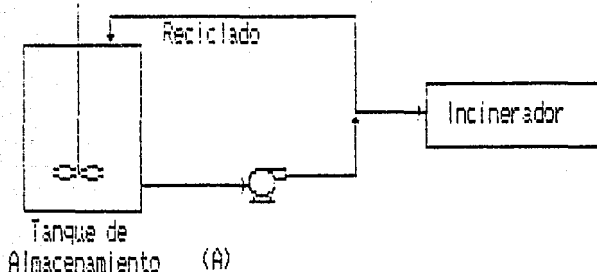 Reciclado
Incinerador
Tanque de
Almacenamiento (A)